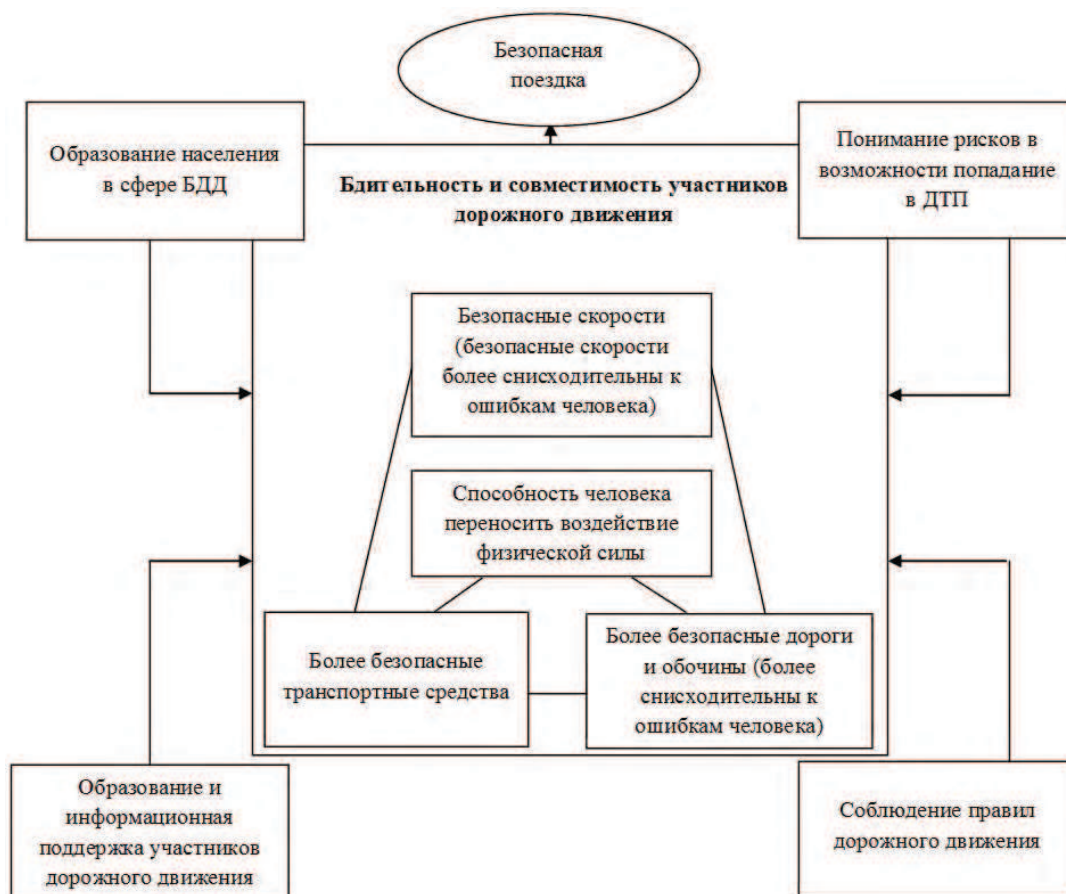 Безопасная
поездка
Образование населения
в сфере БДД
Понимание рисков в
возможности попадание
в ДТП
Бдительность и совместимость участников
дорожного движения
Безопасные скорости
(безопасные скорости
более снисходительны к
ошибкам человека)
Способность человека
переносить воздействие
физической силы
Более безопасные
транспортные средства
Более безопасные дороги
и обочины (более
снисходительны к
ошибкам человека)
Образование и
информационная
поддержка участников
дорожного движения
Соблюдение правил
дорожного движения